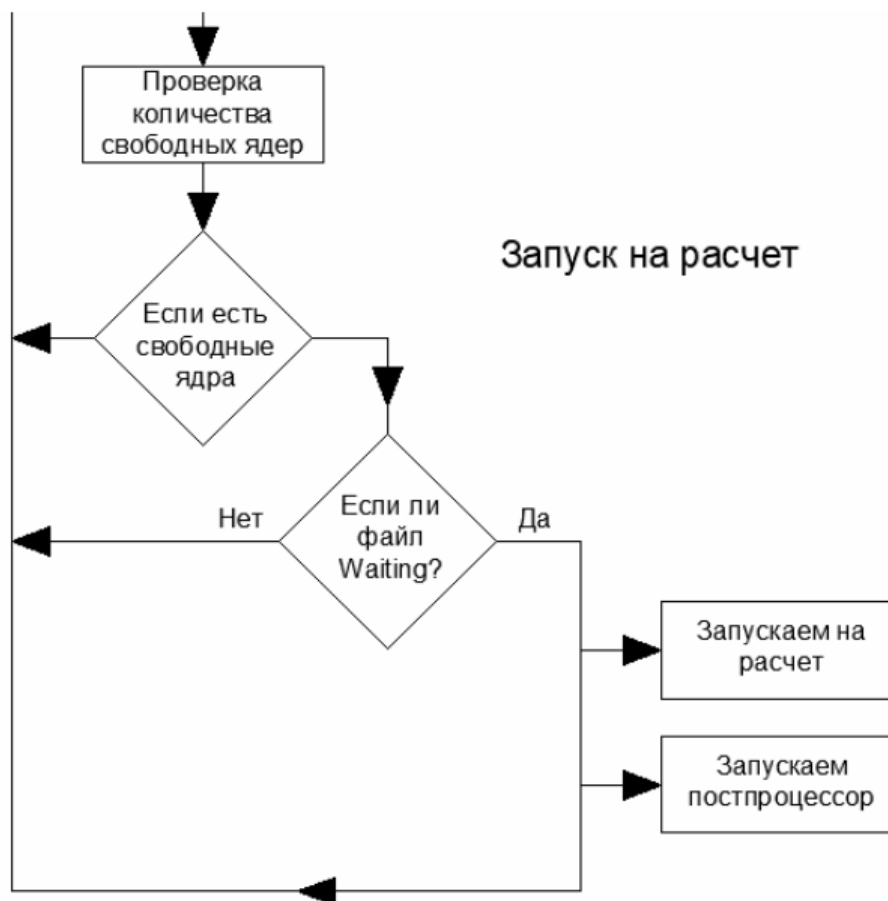 Проверка
количества
свободных ядер
Запуск на расчет
Если есть
свободные
ядра
Нет
Если ли
файл
Waiting?
Да
Запускаем на
расчет
Запускаем
постпроцессор